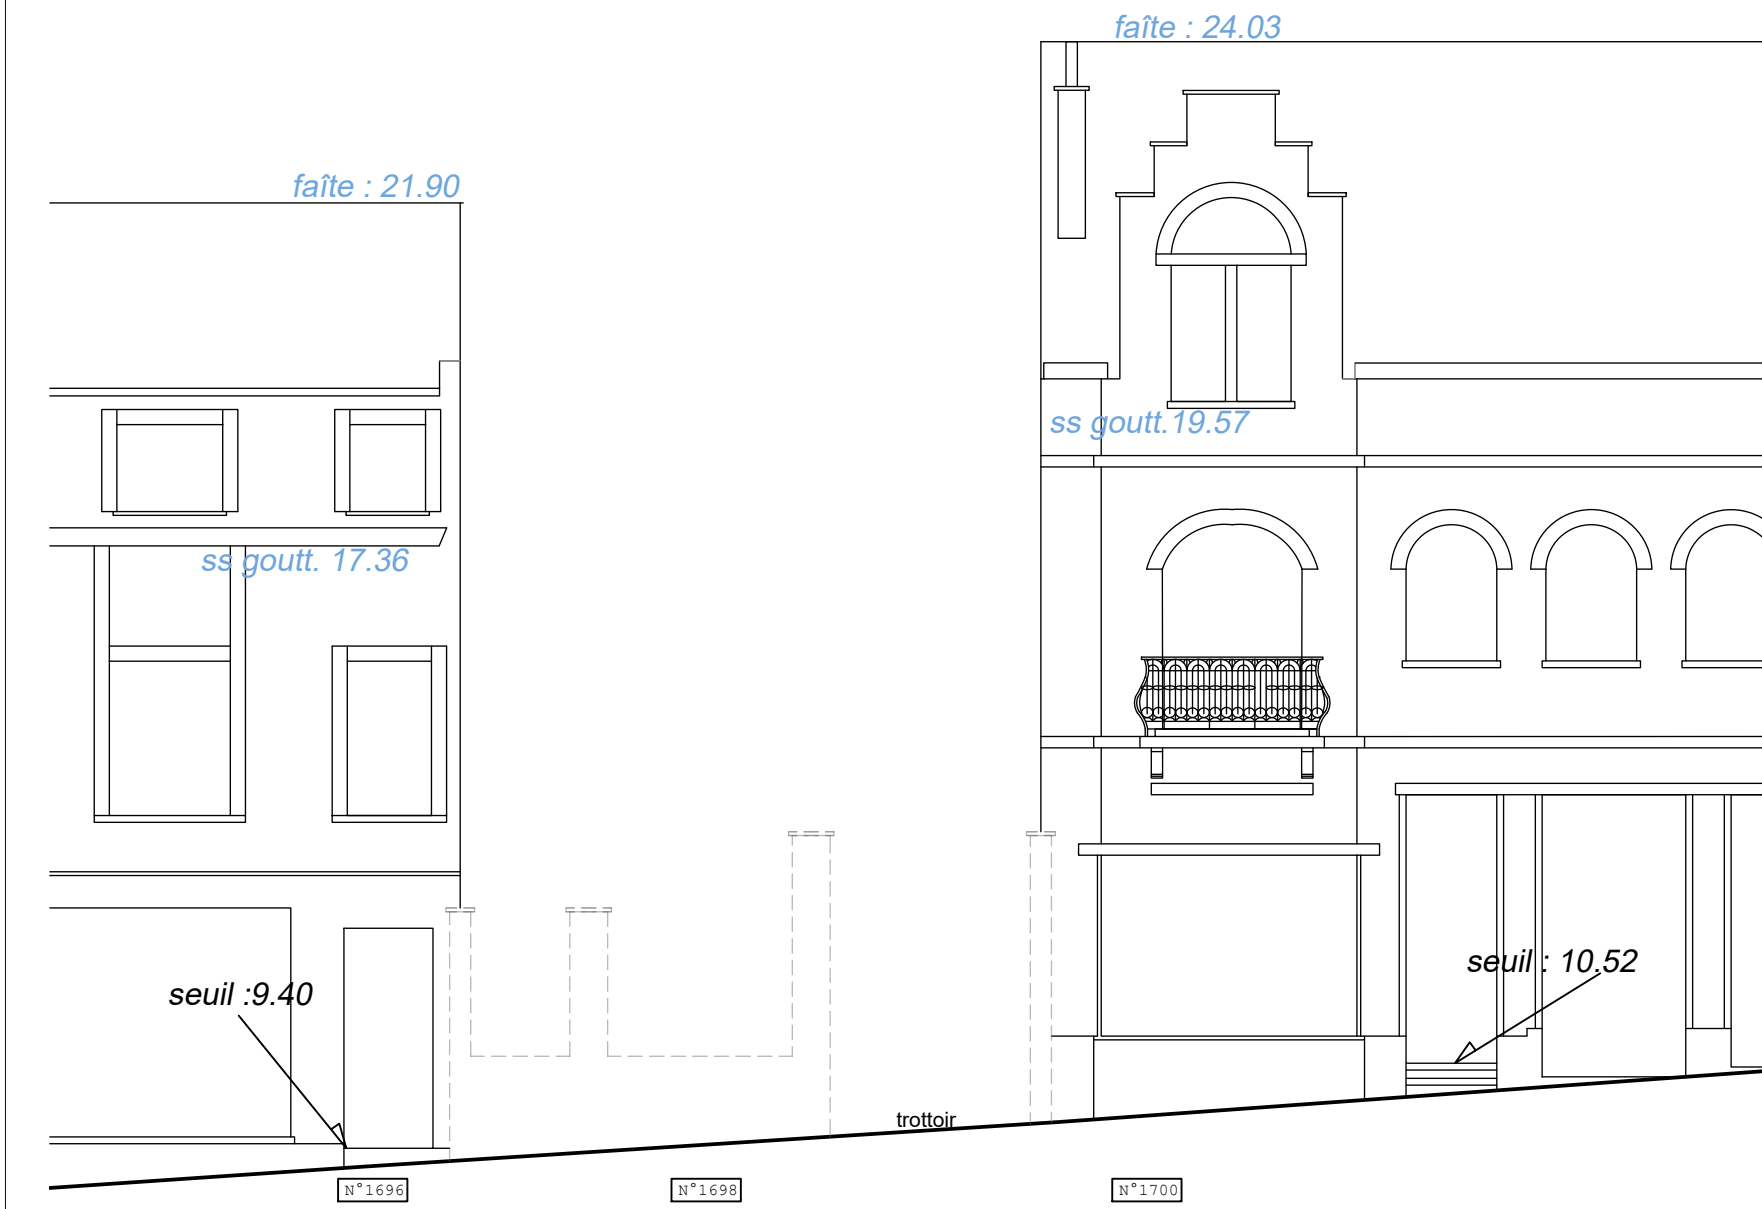 faîte : 24.03
faîte : 21.90
ss goutt.19.57
ss goutt. 17.36
seuil : 10.52
seuil :9.40
trottoir
N°1696
N°1698
N°1700